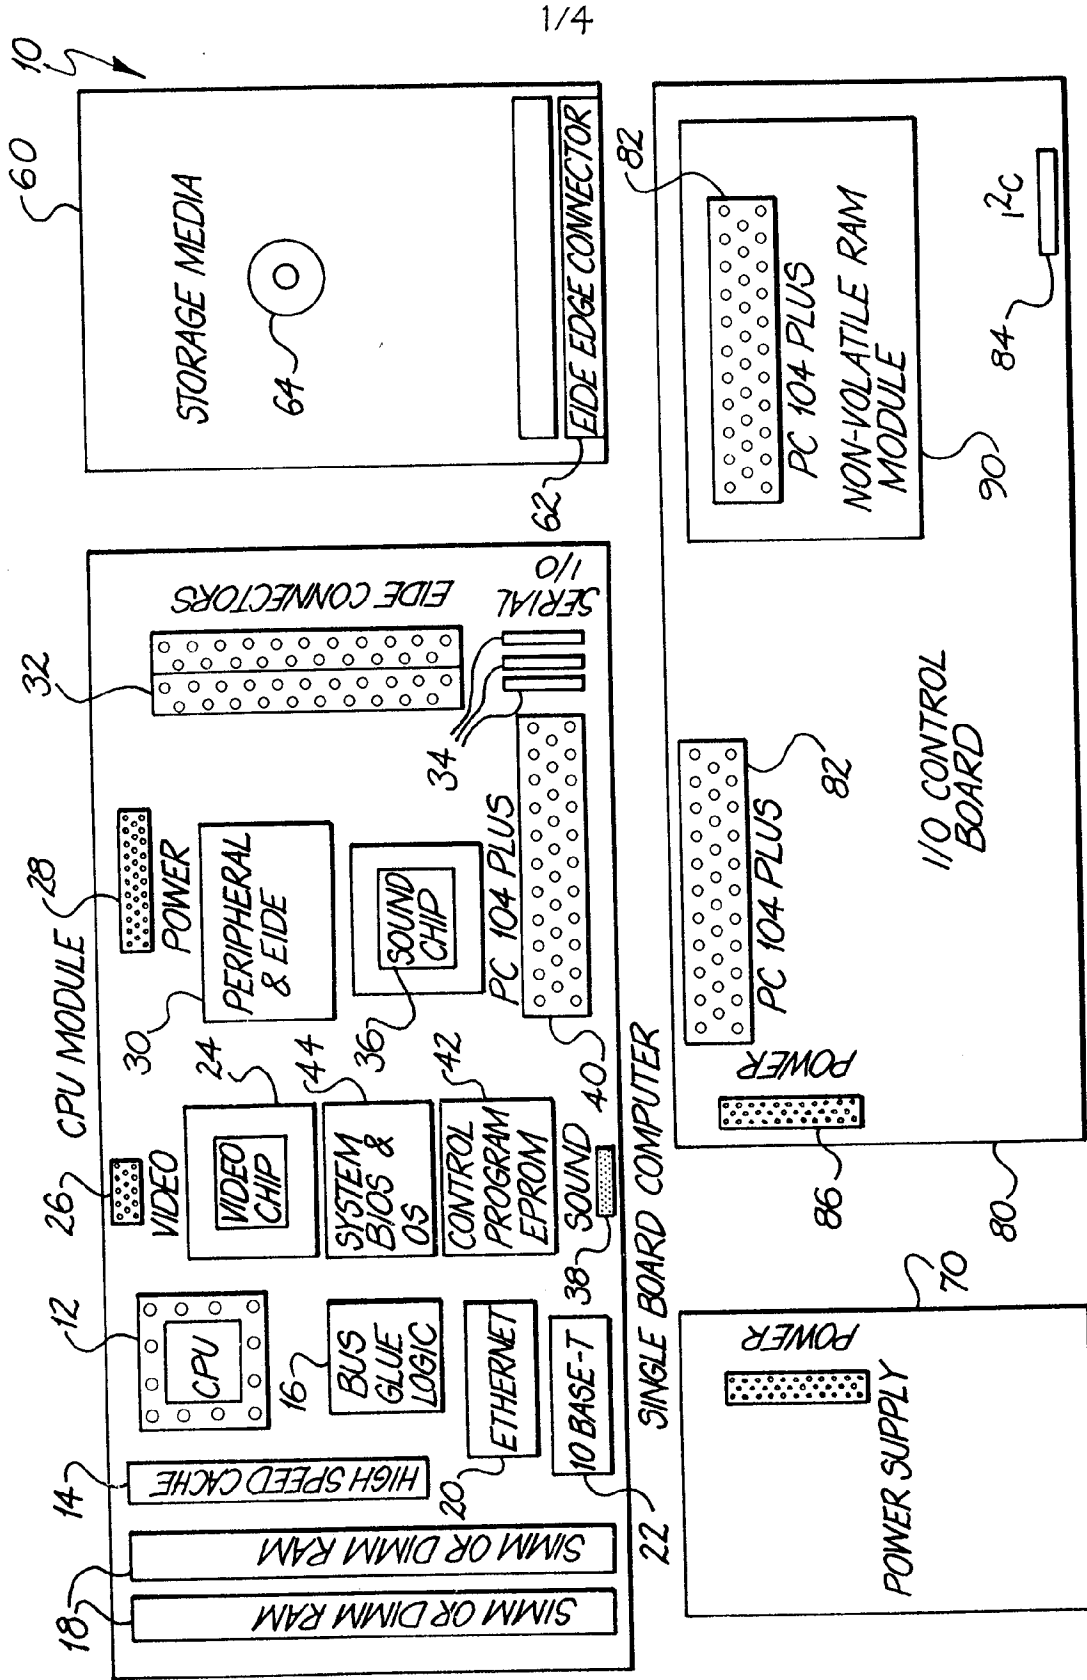 1/4
10
CPU MODULE
26
28
32
60
12
14
18
VIDEO
POWER
30
24
44
36
42
CPU
HIGH SPEED CACHE
SIMM OR DIMM RAM
SIMM OR DIMM RAM
16
BUS
GLUE
LOGIC
20
ETHERNET
10 BASE-T
22
VIDEO
CHIP
SYSTEM
BIOS &
OS
CONTROL
PROGRAM
EPROM
SOUND
38
40
PERIPHERAL
& EIDE
SOUND
CHIP
PC 104 PLUS
34
EIDE CONNECTORS
SERIAL
I/O
STORAGE MEDIA
64
EIDE EDGE CONNECTOR
62
SINGLE BOARD COMPUTER
POWER
POWER SUPPLY
70
POWER
86
80
PC 104 PLUS
82
I/O CONTROL
BOARD
82
PC 104 PLUS
NON-VOLATILE RAM
MODULE
90
84
I²C